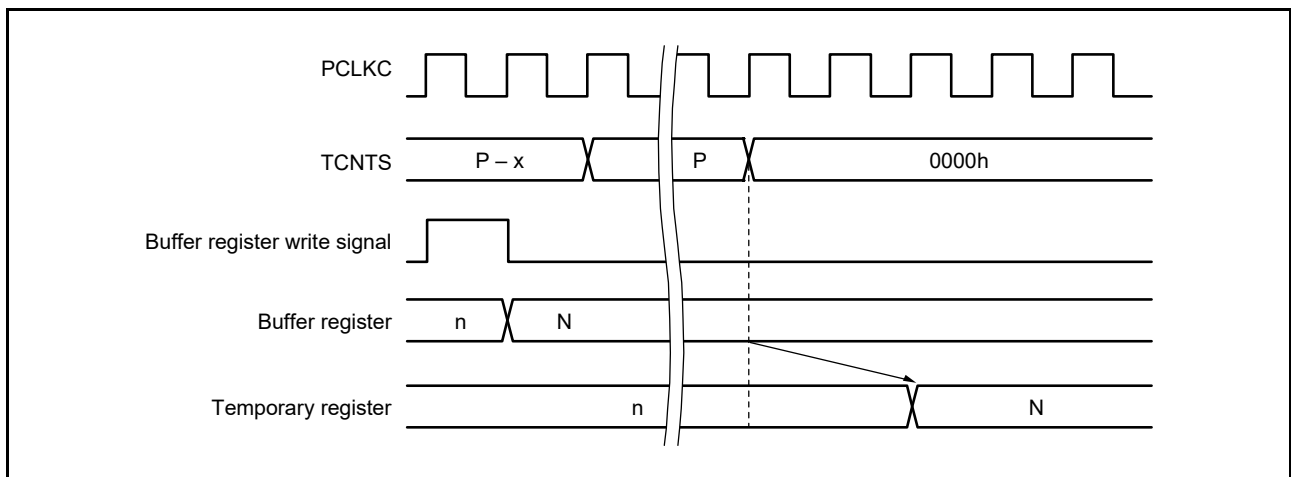 PCLKC
TCNTS P – x P 0000h
Buffer register write signal
Buffer register n N
Temporary register n N